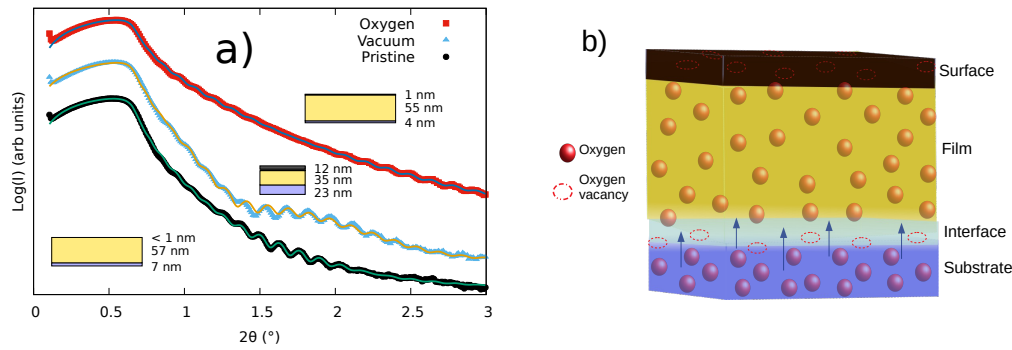 a)
Oxygen
Vacuum
Pristine
Log(I) (arb units)
1 nm
55 nm
4 nm
12 nm
35 nm
23 nm
< 1 nm
57 nm
7 nm
0 0.5 1 1.5 2 2.5 3
2θ (°)
b)
Surface
Film
Interface
Substrate
Oxygen
Oxygen
vacancy